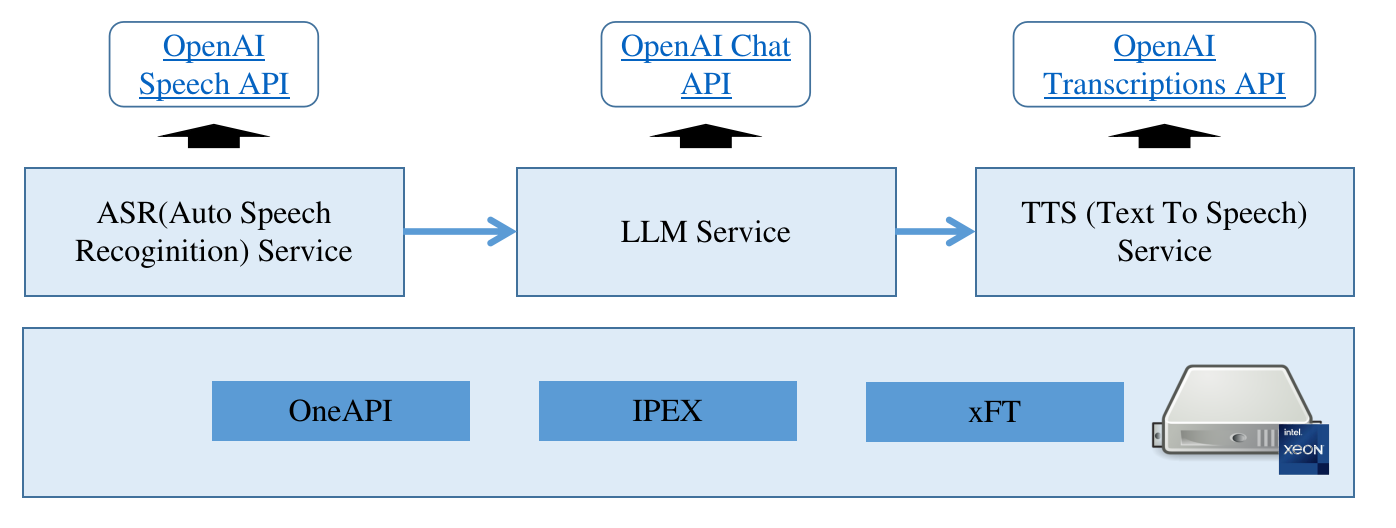 OpenAI
Speech API
OpenAI Chat
API
OpenAI
Transcriptions API
ASR(Auto Speech
Recoginition) Service
LLM Service
TTS (Text To Speech)
Service
OneAPI
IPEX
xFT
intel.
xeon